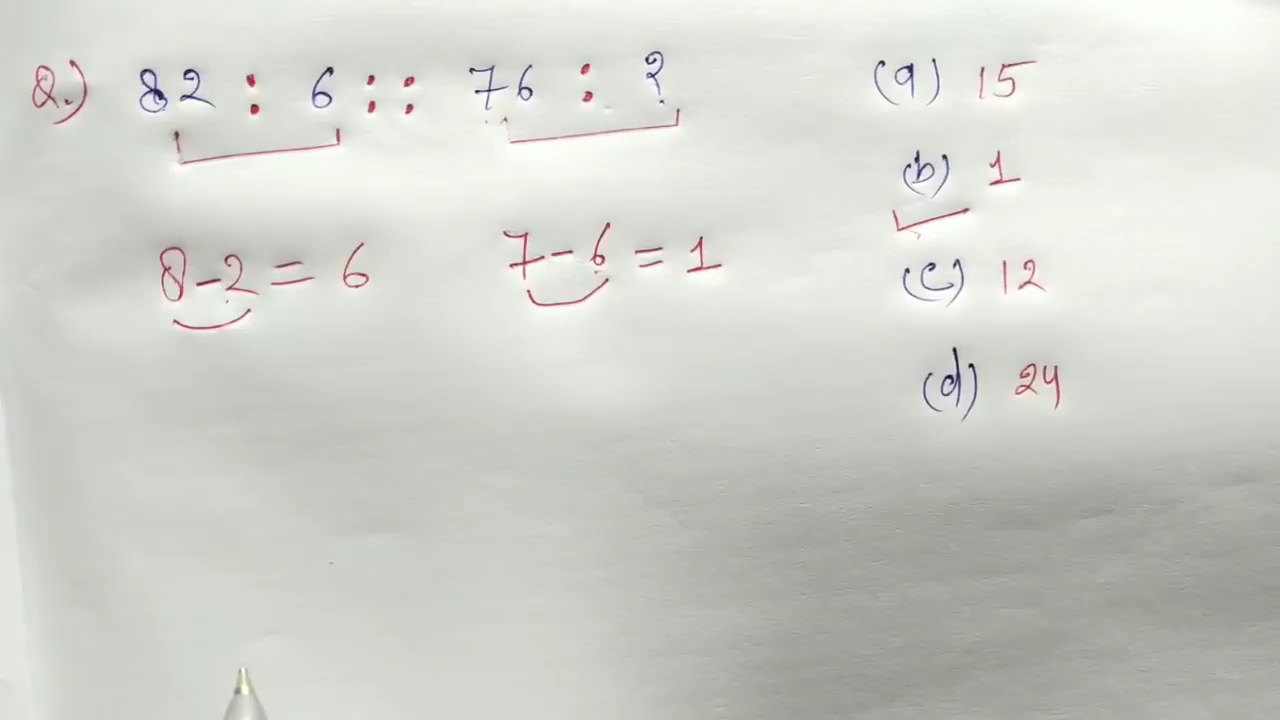 Q.) 82 : 6 :: 76 : ?
(a) 15
(b) 1
8-2 = 6
7-6 = 1
(c) 12
(d) 24